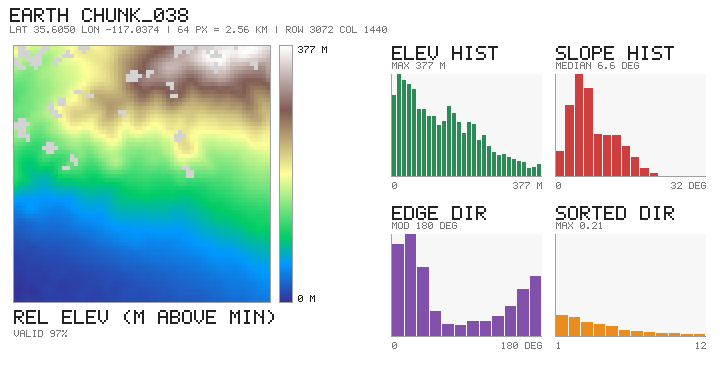 EARTH CHUNK_038
LAT 35.6050 LON -117.0374 | 64 PX = 2.56 KM | ROW 3072 COL 1440
377 M
0 M
REL ELEV (M ABOVE MIN)
VALID 97%
ELEV HIST
MAX 377 M
0 377 M
SLOPE HIST
MEDIAN 6.6 DEG
0 32 DEG
EDGE DIR
MOD 180 DEG
0 180 DEG
SORTED DIR
MAX 0.21
1 12